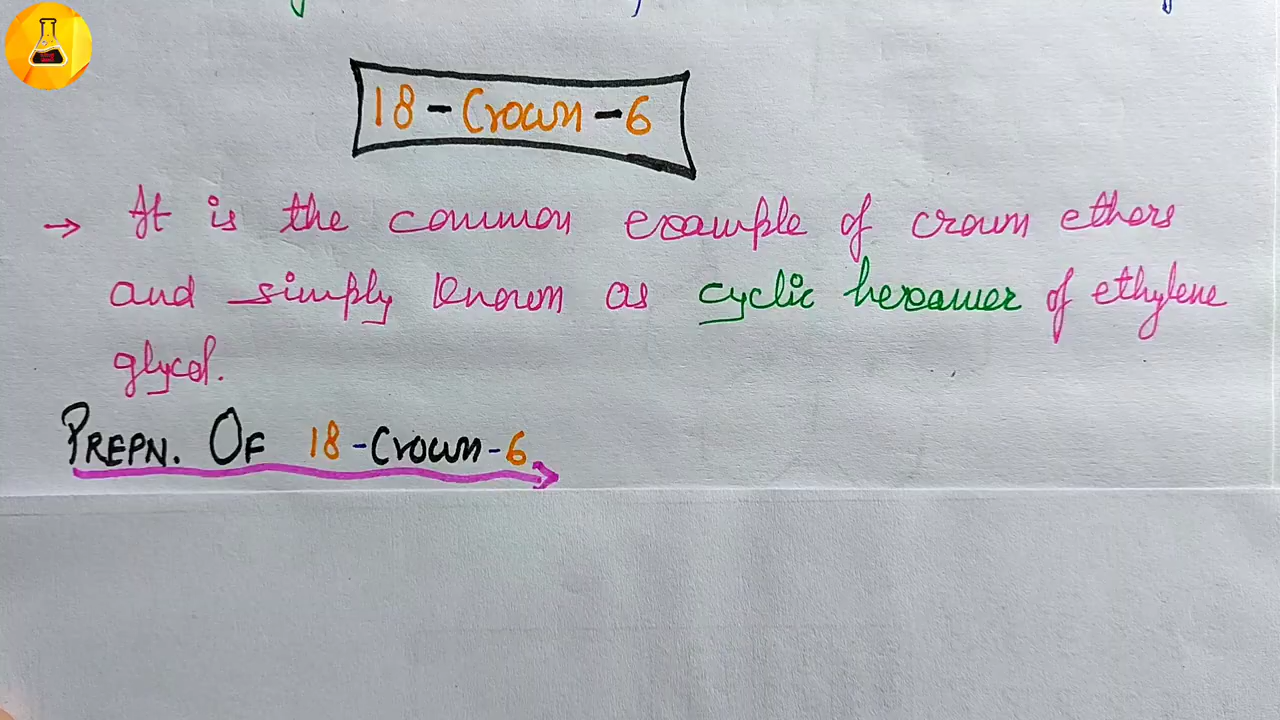 18-Crown-6
→ It is the common example of crown ethers
and simply known as cyclic hexamer of ethylene
glycol.
PREPN. OF 18-Crown-6